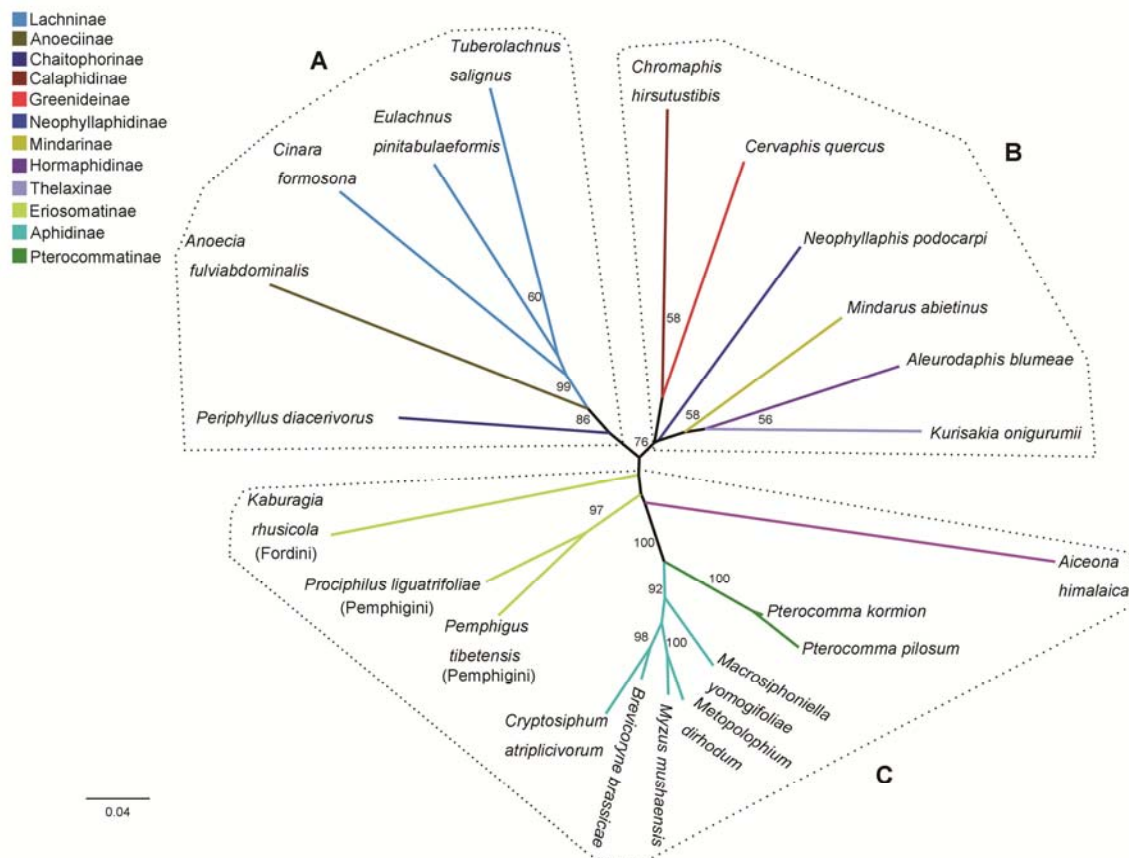 Lachninae
Anoeciinae
Chaitophorinae
Calaphidinae
Greenideinae
Neophyllaphidinae
Mindarinae
Hormaphidinae
Thelaxinae
Eriosomatinae
Aphidinae
Pterocommatinae
A
Tuberolachnus
salignus
Eulachnus
pinitabulaeformis
Cinara
formosona
Anoecia
fulviabdominalis
Periphyllus diacerivorus
60
99
86
B
Chromaphis
hirsutustibis
Cervaphis quercus
Neophyllaphis podocarpi
Mindarus abietinus
Aleurodaphis blumeae
Kurisakia onigurumii
58
58
56
76
Kaburagia
rhusicola
(Fordini)
Prociphilus liguatrifoliae
(Pemphigini)
Pemphigus
tibetensis
(Pemphigini)
97
100
100
92
98
100
Aiceona
himalaica
Pterocomma kormion
Pterocomma pilosum
Macrosiphoniella
yomogifoliae
Metopolophium
dirhodum
Myzus mushaensis
Brevicoryne brassicae
Cryptosiphum
atriplicivorum
C
0.04